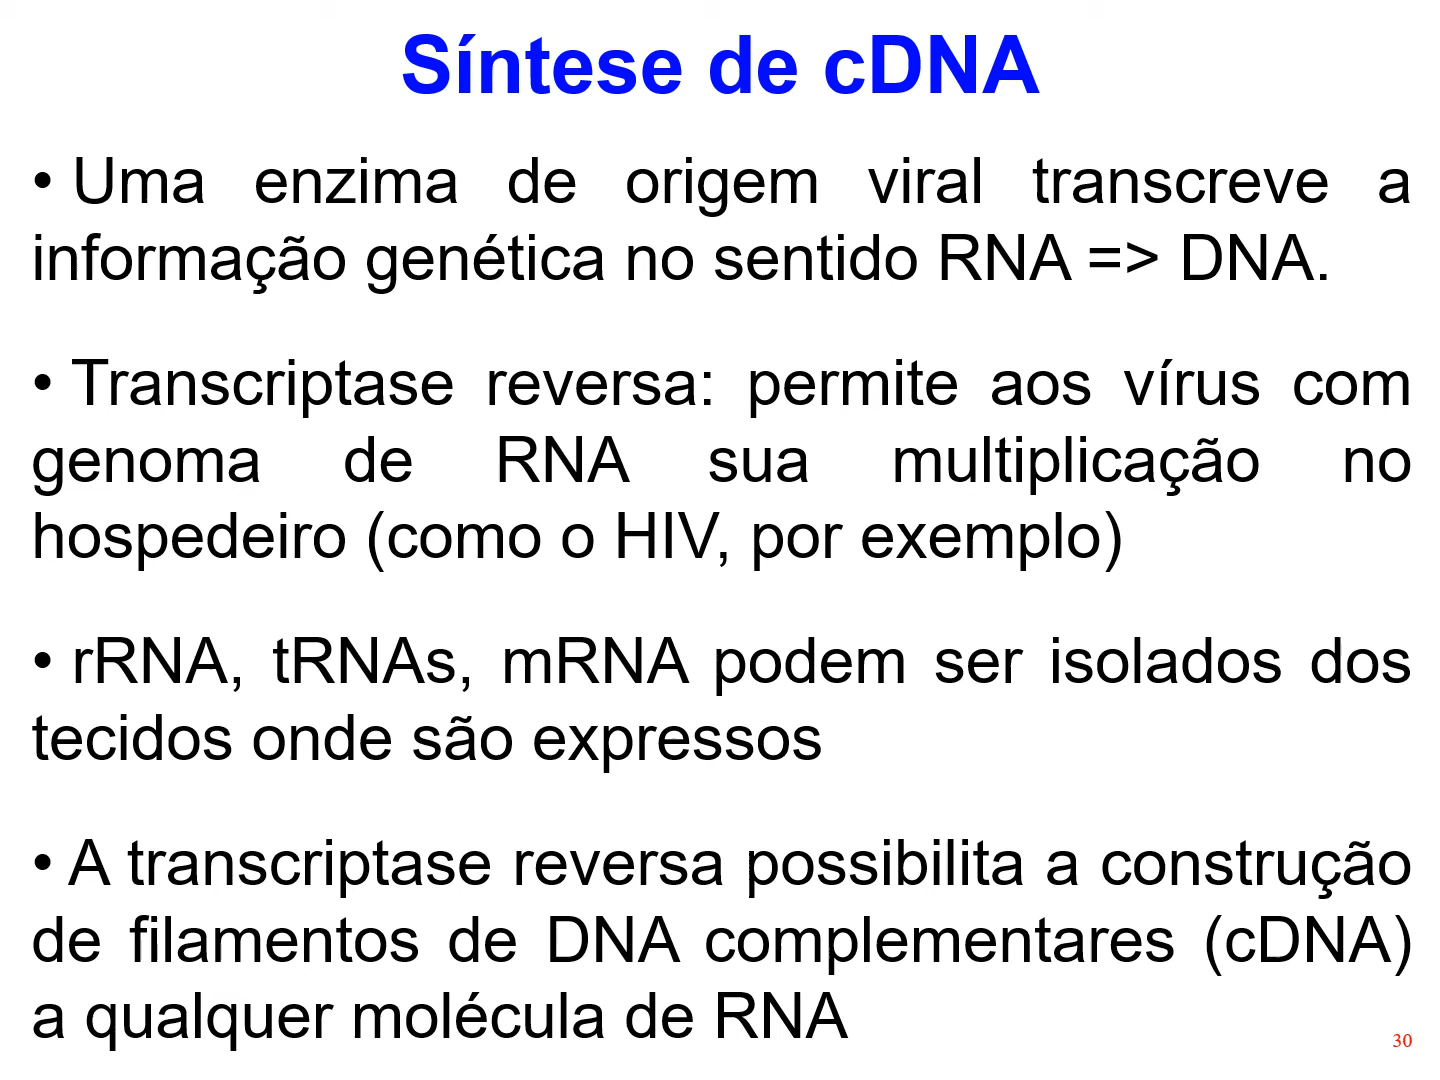 Síntese de cDNA
• Uma enzima de origem viral transcreve a
informação genética no sentido RNA => DNA.
• Transcriptase reversa: permite aos vírus com
genoma de RNA sua multiplicação no
hospedeiro (como o HIV, por exemplo)
• rRNA, tRNAs, mRNA podem ser isolados dos
tecidos onde são expressos
• A transcriptase reversa possibilita a construção
de filamentos de DNA complementares (cDNA)
a qualquer molécula de RNA
30